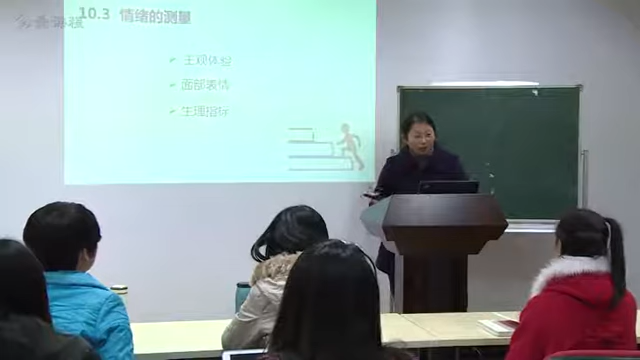 10.3 情绪的测量
✓ 主观体验
✓ 面部表情
✓ 生理指标